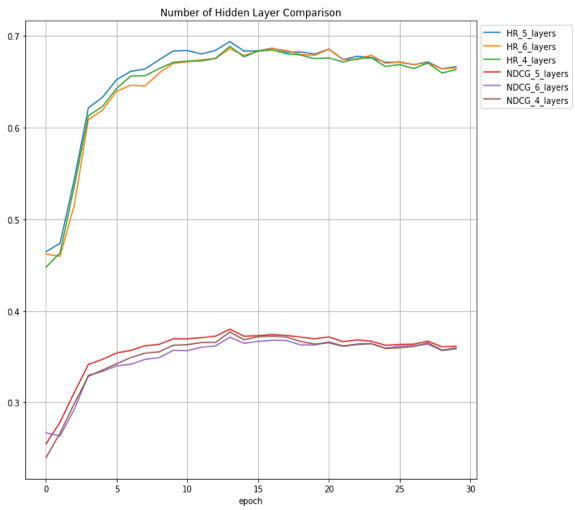 Number of Hidden Layer Comparison
0.7
0.6
0.5
0.4
0.3
0 5 10 15 20 25 30
epoch
HR_5_layers
HR_6_layers
HR_4_layers
NDCG_5_layers
NDCG_6_layers
NDCG_4_layers